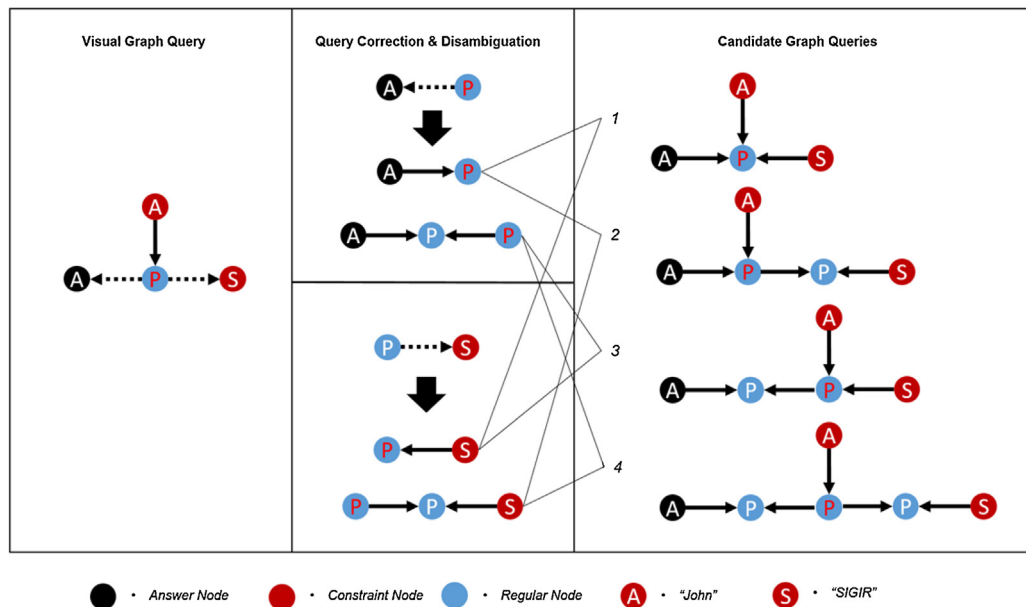 Visual Graph Query
Query Correction & Disambiguation
Candidate Graph Queries
A
A P S
A P
A P
A P P
P S
P S
P P S
1
2
3
4
A
A P S
A
A P P S
A
A P P S
A
A P P P S
• Answer Node
• Constraint Node
• Regular Node
A • "John"
S • "SIGIR"